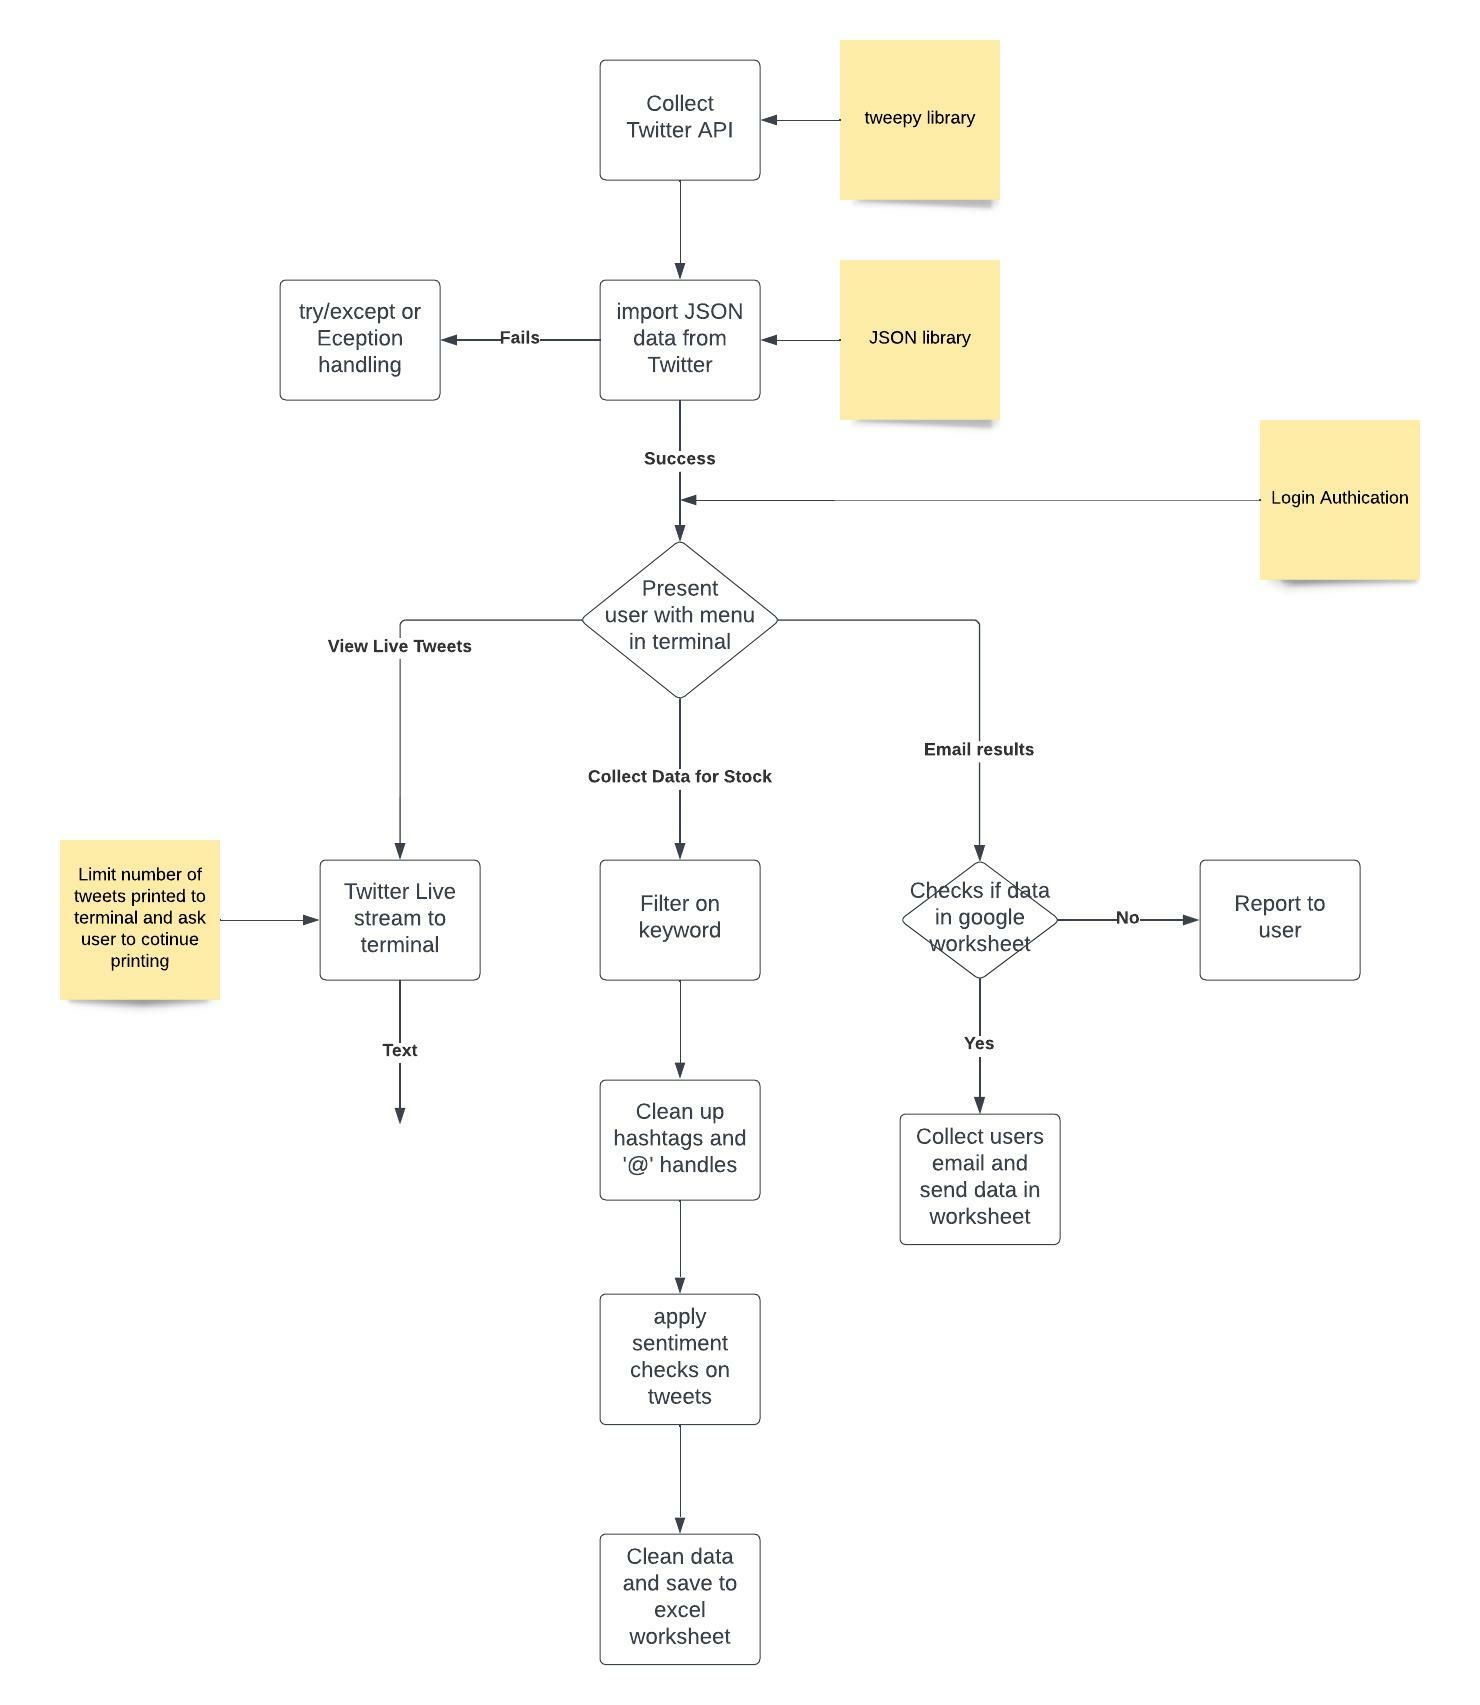 Collect
Twitter API
tweepy library
try/except or
Eception
handling
Fails
import JSON
data from
Twitter
JSON library
Success
Login Authication
Present
user with menu
in terminal
View Live Tweets
Collect Data for Stock
Email results
Limit number of
tweets printed to
terminal and ask
user to cotinue
printing
Twitter Live
stream to
terminal
Filter on
keyword
Checks if data
in google
worksheet
No
Report to
user
Text
Yes
Clean up
hashtags and
'@' handles
Collect users
email and
send data in
worksheet
apply
sentiment
checks on
tweets
Clean data
and save to
excel
worksheet